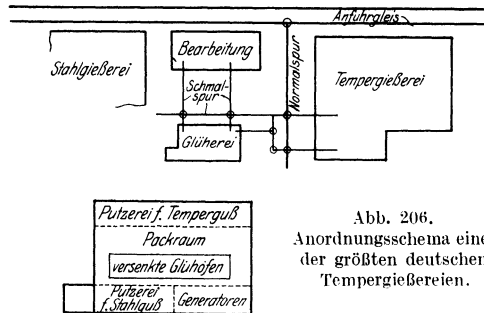 Anfuhrgleis
Stahlgießerei
Bearbeitung
Normalspur
Tempergießerei
Schmal-
spur
Glüherei
Putzerei f. Temperguß
Packraum
versenkte Glühöfen
Putzerei
f. Stahlguß
Generatoren
Abb. 206.
Anordnungsschema eine
der größten deutschen
Tempergießereien.